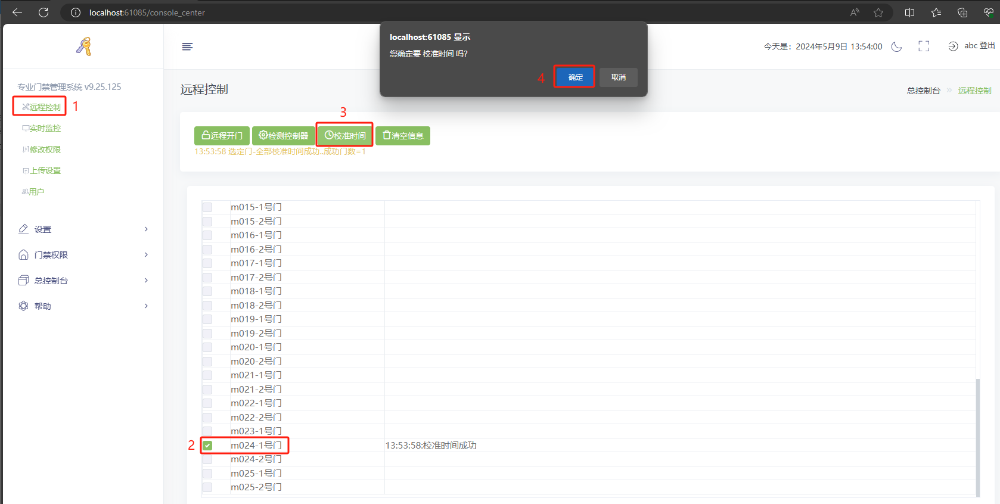 localhost:61085/console_center
localhost:61085 显示
您确定要 校准时间 吗?
4
确定
取消
今天是：2024年5月9日 13:54:00
abc 登出
专业门禁管理系统 v9.25.125
远程控制
1
实时监控
修改权限
上传设置
用户
设置
门禁权限
总控制台
帮助
远程控制
总控制台 » 远程控制
3
远程开门
检测控制器
校准时间
清空信息
13:53:58 选定门-全部校准时间成功..成功门数=1
m015-1号门
m015-2号门
m016-1号门
m016-2号门
m017-1号门
m017-2号门
m018-1号门
m018-2号门
m019-1号门
m019-2号门
m020-1号门
m020-2号门
m021-1号门
m021-2号门
m022-1号门
m022-2号门
m023-1号门
2
m024-1号门 13:53:58:校准时间成功
m024-2号门
m025-1号门
m025-2号门